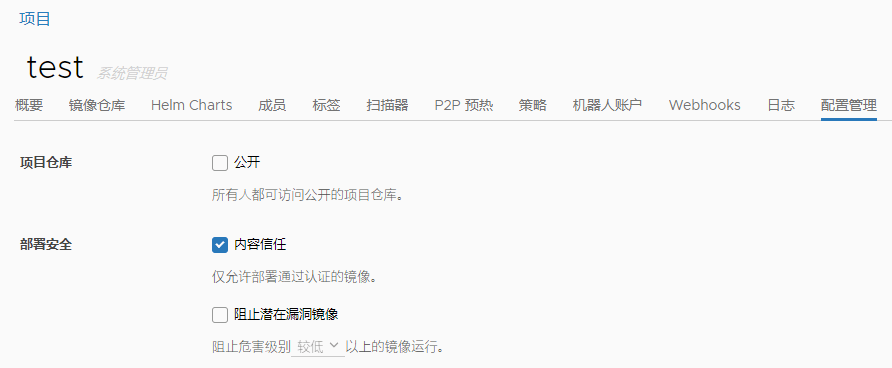 项目
test 系统管理员
概要 镜像仓库 Helm Charts 成员 标签 扫描器 P2P 预热 策略 机器人账户 Webhooks 日志 配置管理
项目仓库 公开
所有人都可访问公开的项目仓库。
部署安全 内容信任
仅允许部署通过认证的镜像。
阻止潜在漏洞镜像
阻止危害级别 较低 以上的镜像运行。